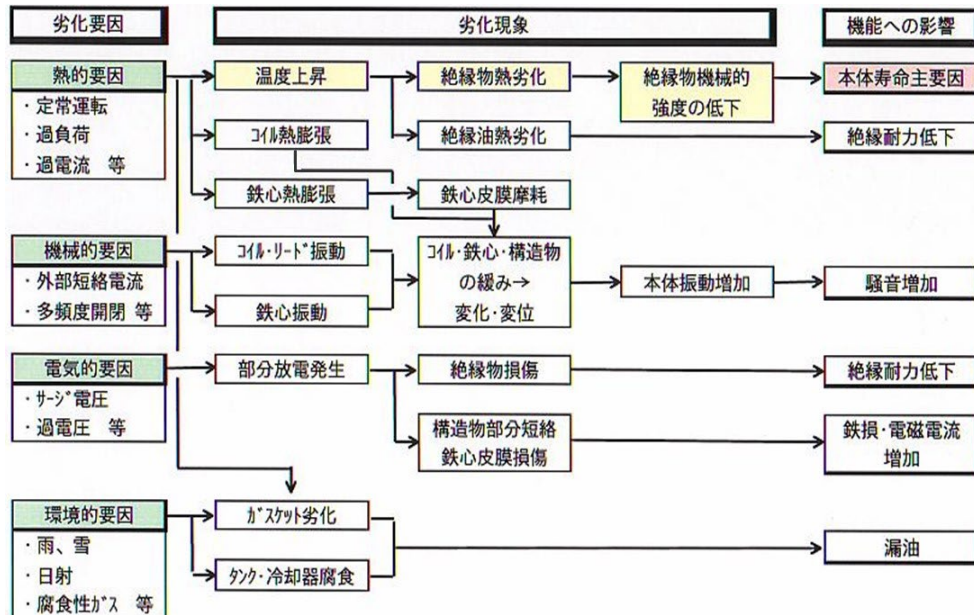 劣化要因
劣化現象
機能への影響
熱的要因
・定常運転
・過負荷
・過電流 等
温度上昇
絶縁物熱劣化
絶縁物機械的
強度の低下
本体寿命主要因
ｺｲﾙ熱膨張
絶縁油熱劣化
絶縁耐力低下
鉄心熱膨張
鉄心皮膜摩耗
機械的要因
・外部短絡電流
・多頻度開閉 等
ｺｲﾙ･ﾘｰﾄﾞ振動
鉄心振動
ｺｲﾙ･鉄心･構造物
の緩み→
変化･変位
本体振動増加
騒音増加
電気的要因
・ｻｰｼﾞ電圧
・過電圧 等
部分放電発生
絶縁物損傷
絶縁耐力低下
構造物部分短絡
鉄心皮膜損傷
鉄損･電磁電流
増加
環境的要因
・雨、雪
・日射
・腐食性ｶﾞｽ 等
ｶﾞｽｹｯﾄ劣化
ﾀﾝｸ･冷却器腐食
漏油